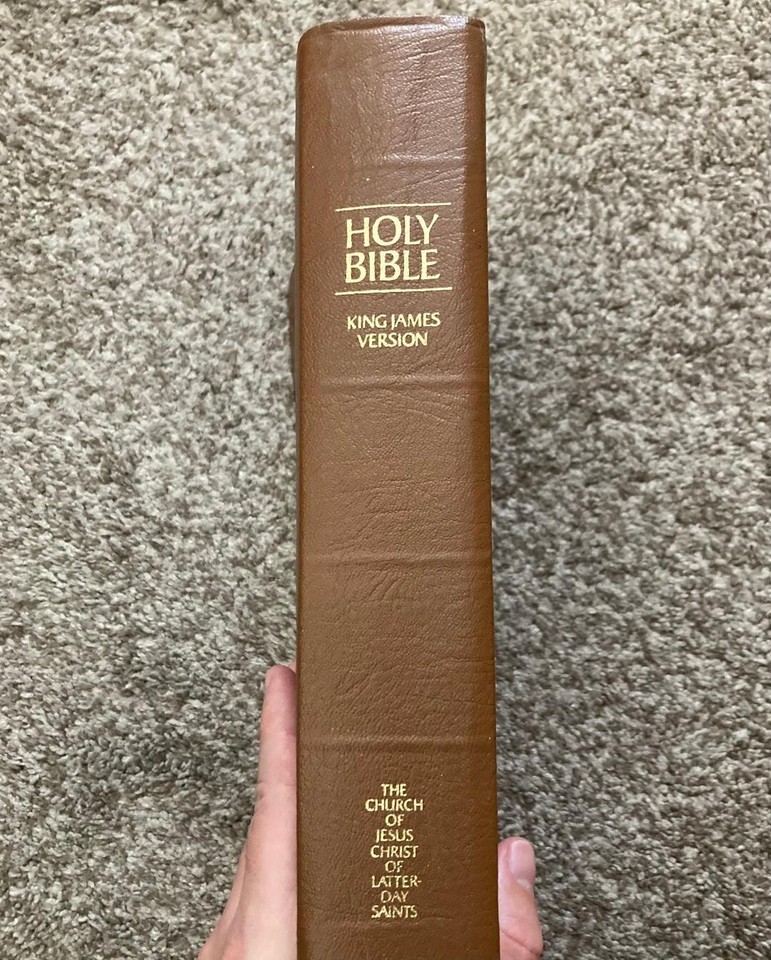 HOLY
BIBLE
KING JAMES
VERSION
THE
CHURCH
OF
JESUS
CHRIST
OF
LATTER-
DAY
SAINTS